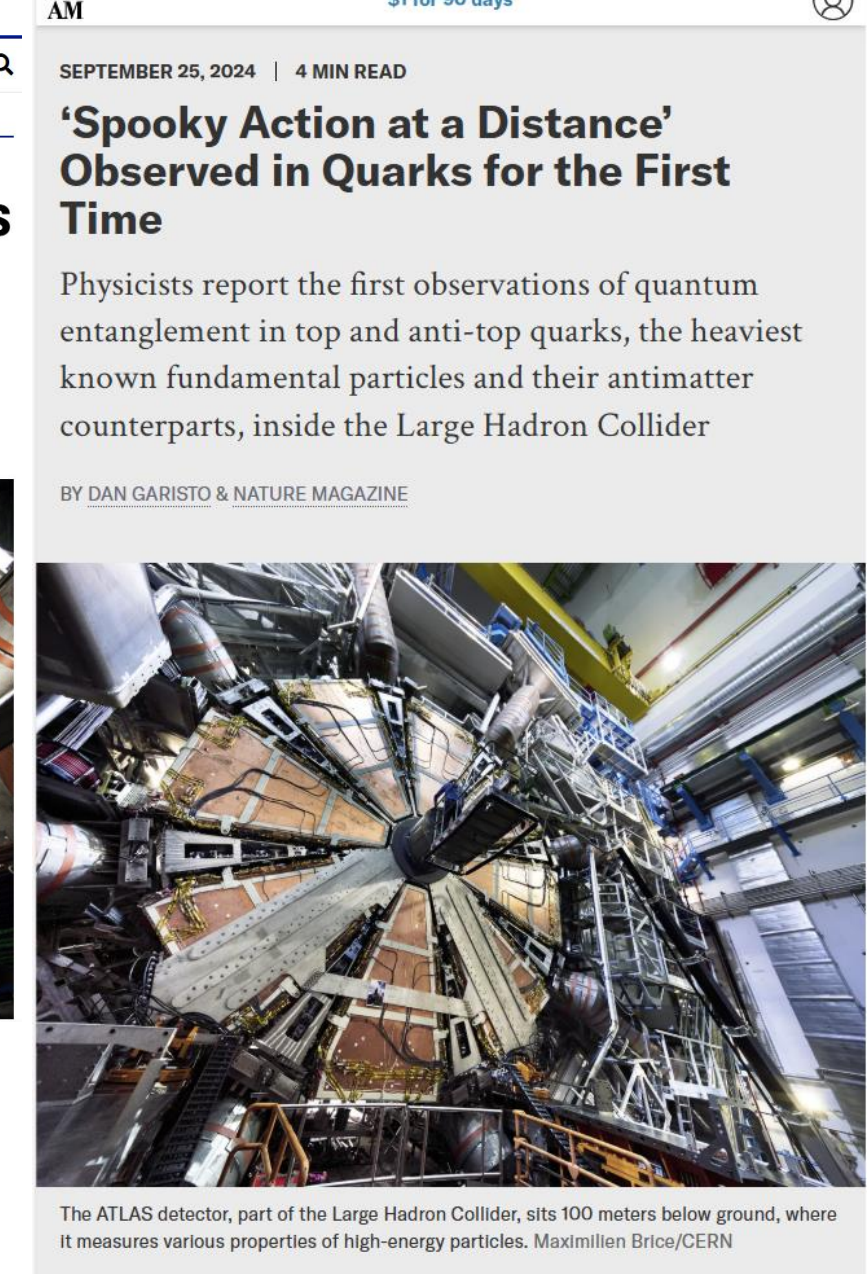 AM
$1 for 90 days
s
SEPTEMBER 25, 2024 | 4 MIN READ
‘Spooky Action at a Distance’
Observed in Quarks for the First
Time
Physicists report the first observations of quantum
entanglement in top and anti-top quarks, the heaviest
known fundamental particles and their antimatter
counterparts, inside the Large Hadron Collider
BY DAN GARISTO & NATURE MAGAZINE
The ATLAS detector, part of the Large Hadron Collider, sits 100 meters below ground, where
it measures various properties of high-energy particles. Maximilien Brice/CERN